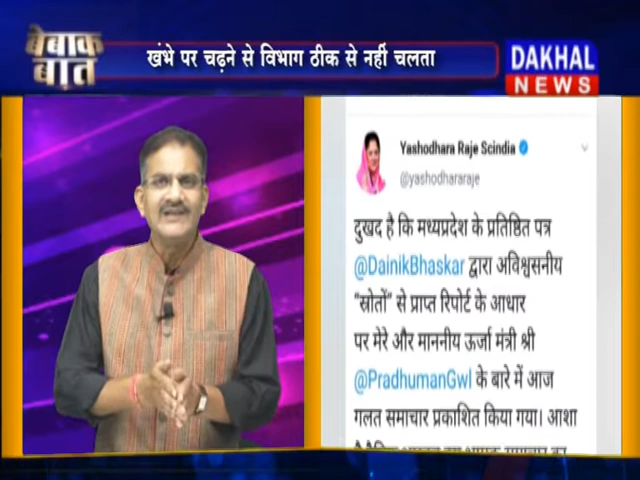 बेबाक
बात
खंभे पर चढ़ने से विभाग ठीक से नहीं चलता
DAKHAL
NEWS
Yashodhara Raje Scindia
@yashodhararaje
दुखद है कि मध्यप्रदेश के प्रतिष्ठित पत्र
@DainikBhaskar द्वारा अविश्वसनीय
"स्रोतों" से प्राप्त रिपोर्ट के आधार
पर मेरे और माननीय ऊर्जा मंत्री श्री
@PradhumanGwl के बारे में आज
गलत समाचार प्रकाशित किया गया। आशा